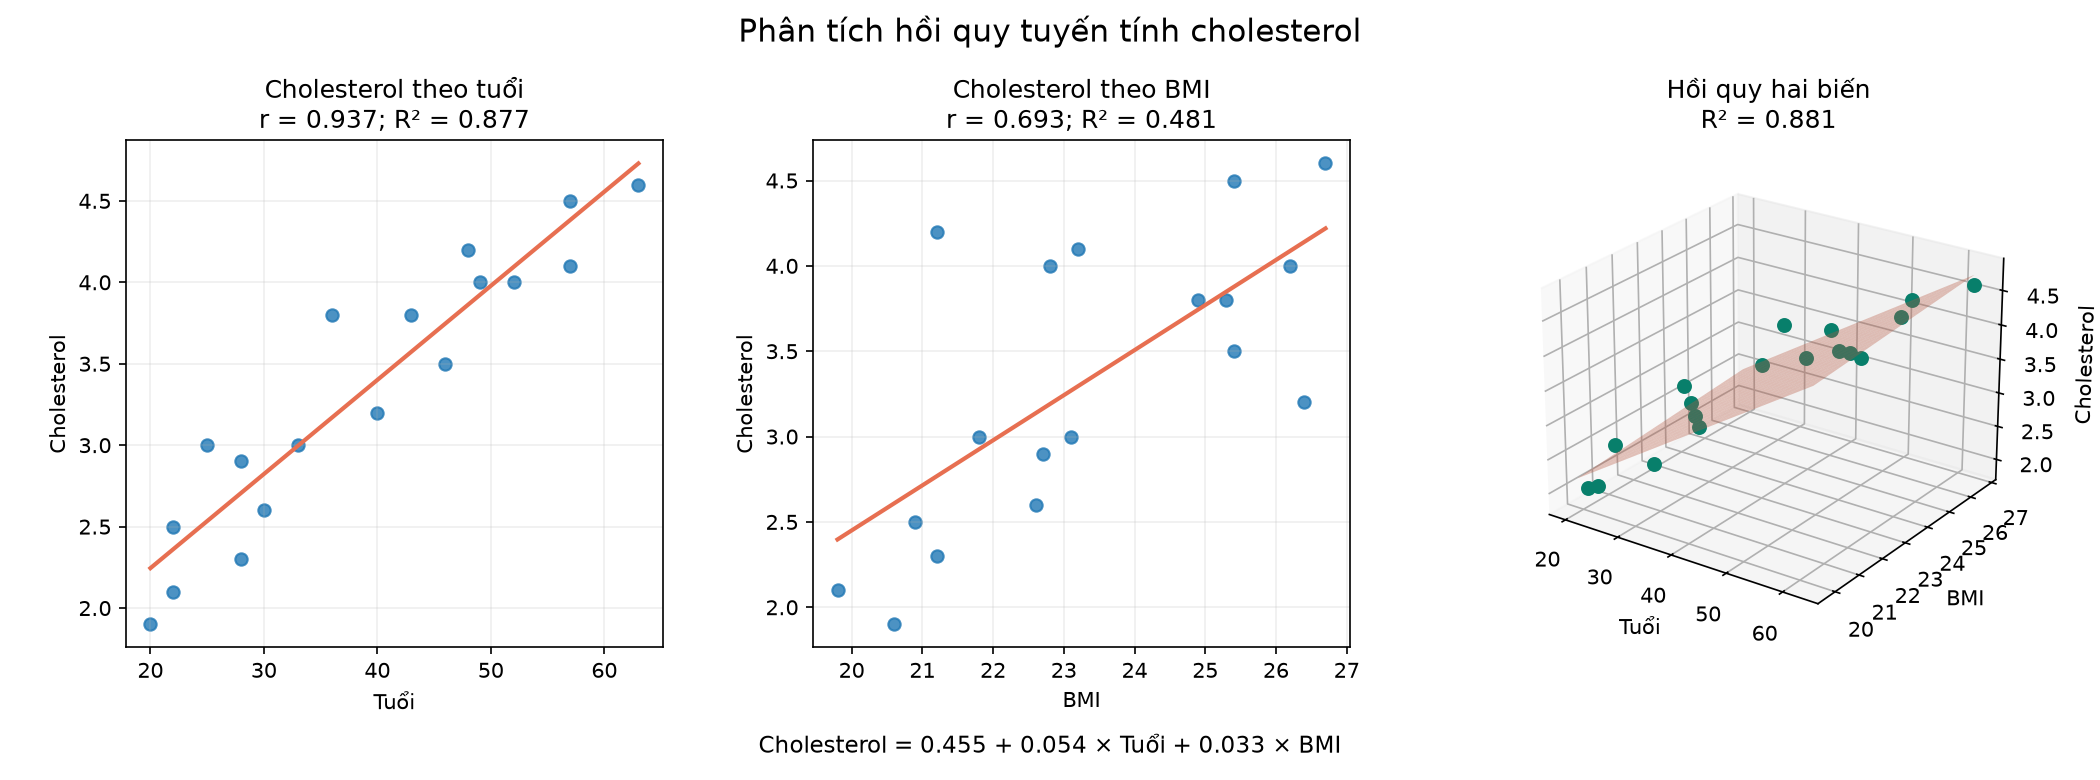 Phân tích hồi quy tuyến tính cholesterol
Cholesterol theo tuổi
r = 0.937; R² = 0.877
Cholesterol
4.5
4.0
3.5
3.0
2.5
2.0
20 30 40 50 60
Tuổi
Cholesterol theo BMI
r = 0.693; R² = 0.481
Cholesterol
4.5
4.0
3.5
3.0
2.5
2.0
20 21 22 23 24 25 26 27
BMI
Hồi quy hai biến
R² = 0.881
4.5
4.0
3.5
3.0
2.5
2.0
Cholesterol
20 30 40 50 60
Tuổi
20 21 22 23 24 25 26 27
BMI
Cholesterol = 0.455 + 0.054 × Tuổi + 0.033 × BMI